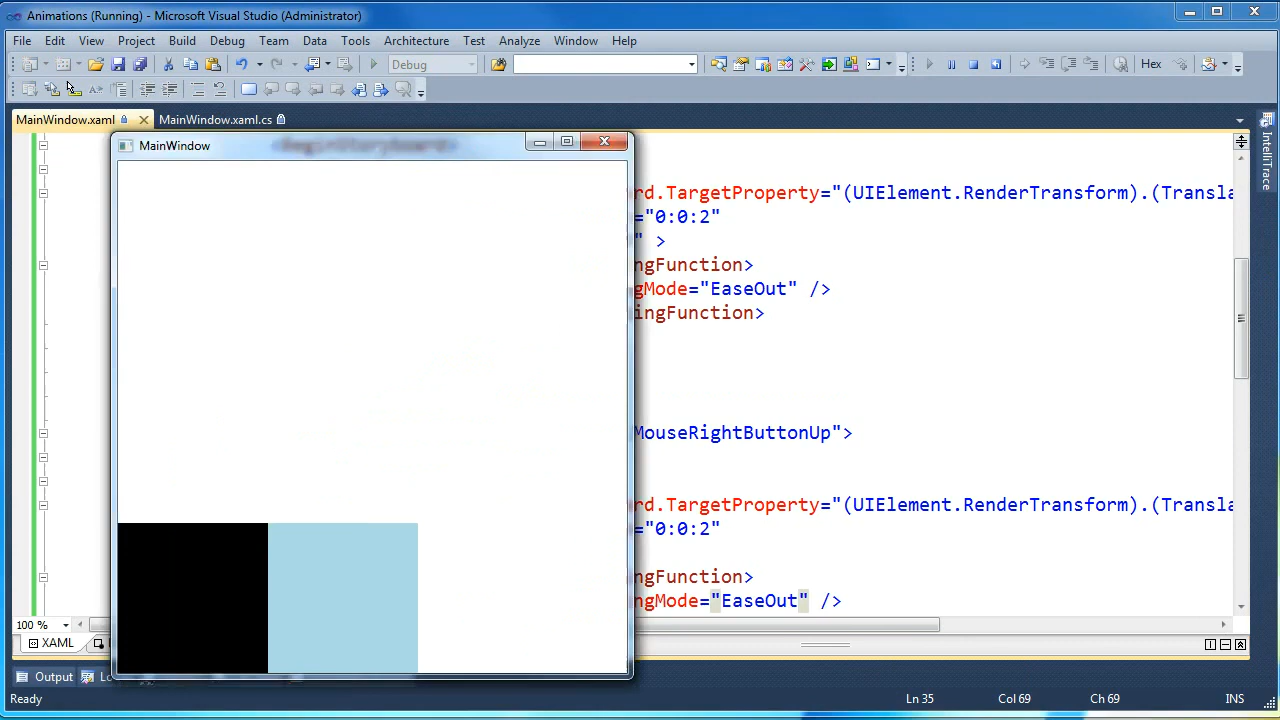 Animations (Running) - Microsoft Visual Studio (Administrator)
File Edit View Project Build Debug Team Data Tools Architecture Test Analyze Window Help
Debug Hex
MainWindow.xaml MainWindow.xaml.cs
MainWindow
IntelliTrace
rd.TargetProperty="(UIElement.RenderTransform).(Transla
="0:0:2"
" >
ngFunction>
gMode="EaseOut" />
ingFunction>
MouseRightButtonUp">
rd.TargetProperty="(UIElement.RenderTransform).(Transla
="0:0:2"
ngFunction>
ngMode="EaseOut" />
100 %
XAML
Output
Ready Ln 35 Col 69 Ch 69 INS